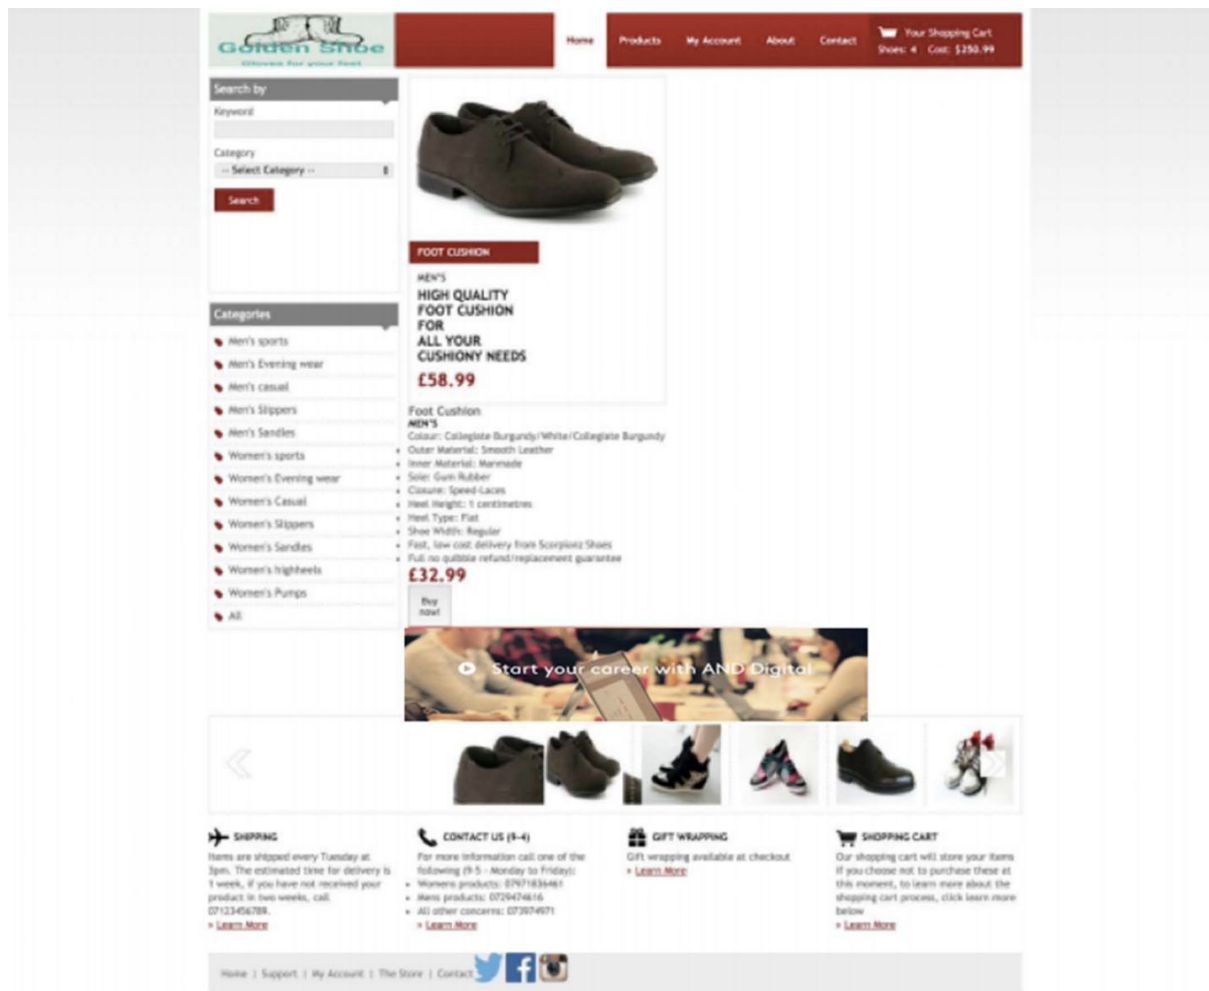 Golden Shoe
Gloves for your feet
Home
Products
My Account
About
Contact
Your Shopping Cart
Shoes: 4 Cost: $250.99
Search by
Keyword
Category
-- Select Category --
Search
Categories
Men's sports
Men's Evening wear
Men's casual
Men's Slippers
Men's Sandles
Women's sports
Women's Evening wear
Women's Casual
Women's Slippers
Women's Sandles
Women's highheels
Women's Pumps
All
FOOT CUSHION
MEN'S
HIGH QUALITY
FOOT CUSHION
FOR
ALL YOUR
CUSHIONY NEEDS
£58.99
Foot Cushion
MEN'S
Colour: Collegiate Burgundy/White/Collegiate Burgundy
Outer Material: Smooth Leather
Inner Material: Manmade
Sole: Gum Rubber
Closure: Speed-Laces
Heel Height: 1 centimetres
Heel Type: Flat
Shoe Width: Regular
Fast, low cost delivery from Scorpionz Shoes
Full no quibble refund/replacement guarantee
£32.99
Buy
now!
Start your career with AND Digital
SHIPPING
Items are shipped every Tuesday at
3pm. The estimated time for delivery is
1 week, if you have not received your
product in two weeks, call
07123456789.
» Learn More
CONTACT US (9-4)
For more information call one of the
following (9-5 - Monday to Friday):
Womens products: 07971836461
Mens products: 0729474616
All other concerns: 073974971
» Learn More
GIFT WRAPPING
Gift wrapping available at checkout
» Learn More
SHOPPING CART
Our shopping cart will store your items
if you choose not to purchase these at
this moment, to learn more about the
shopping cart process, click learn more
below
» Learn More
Home | Support | My Account | The Store | Contact